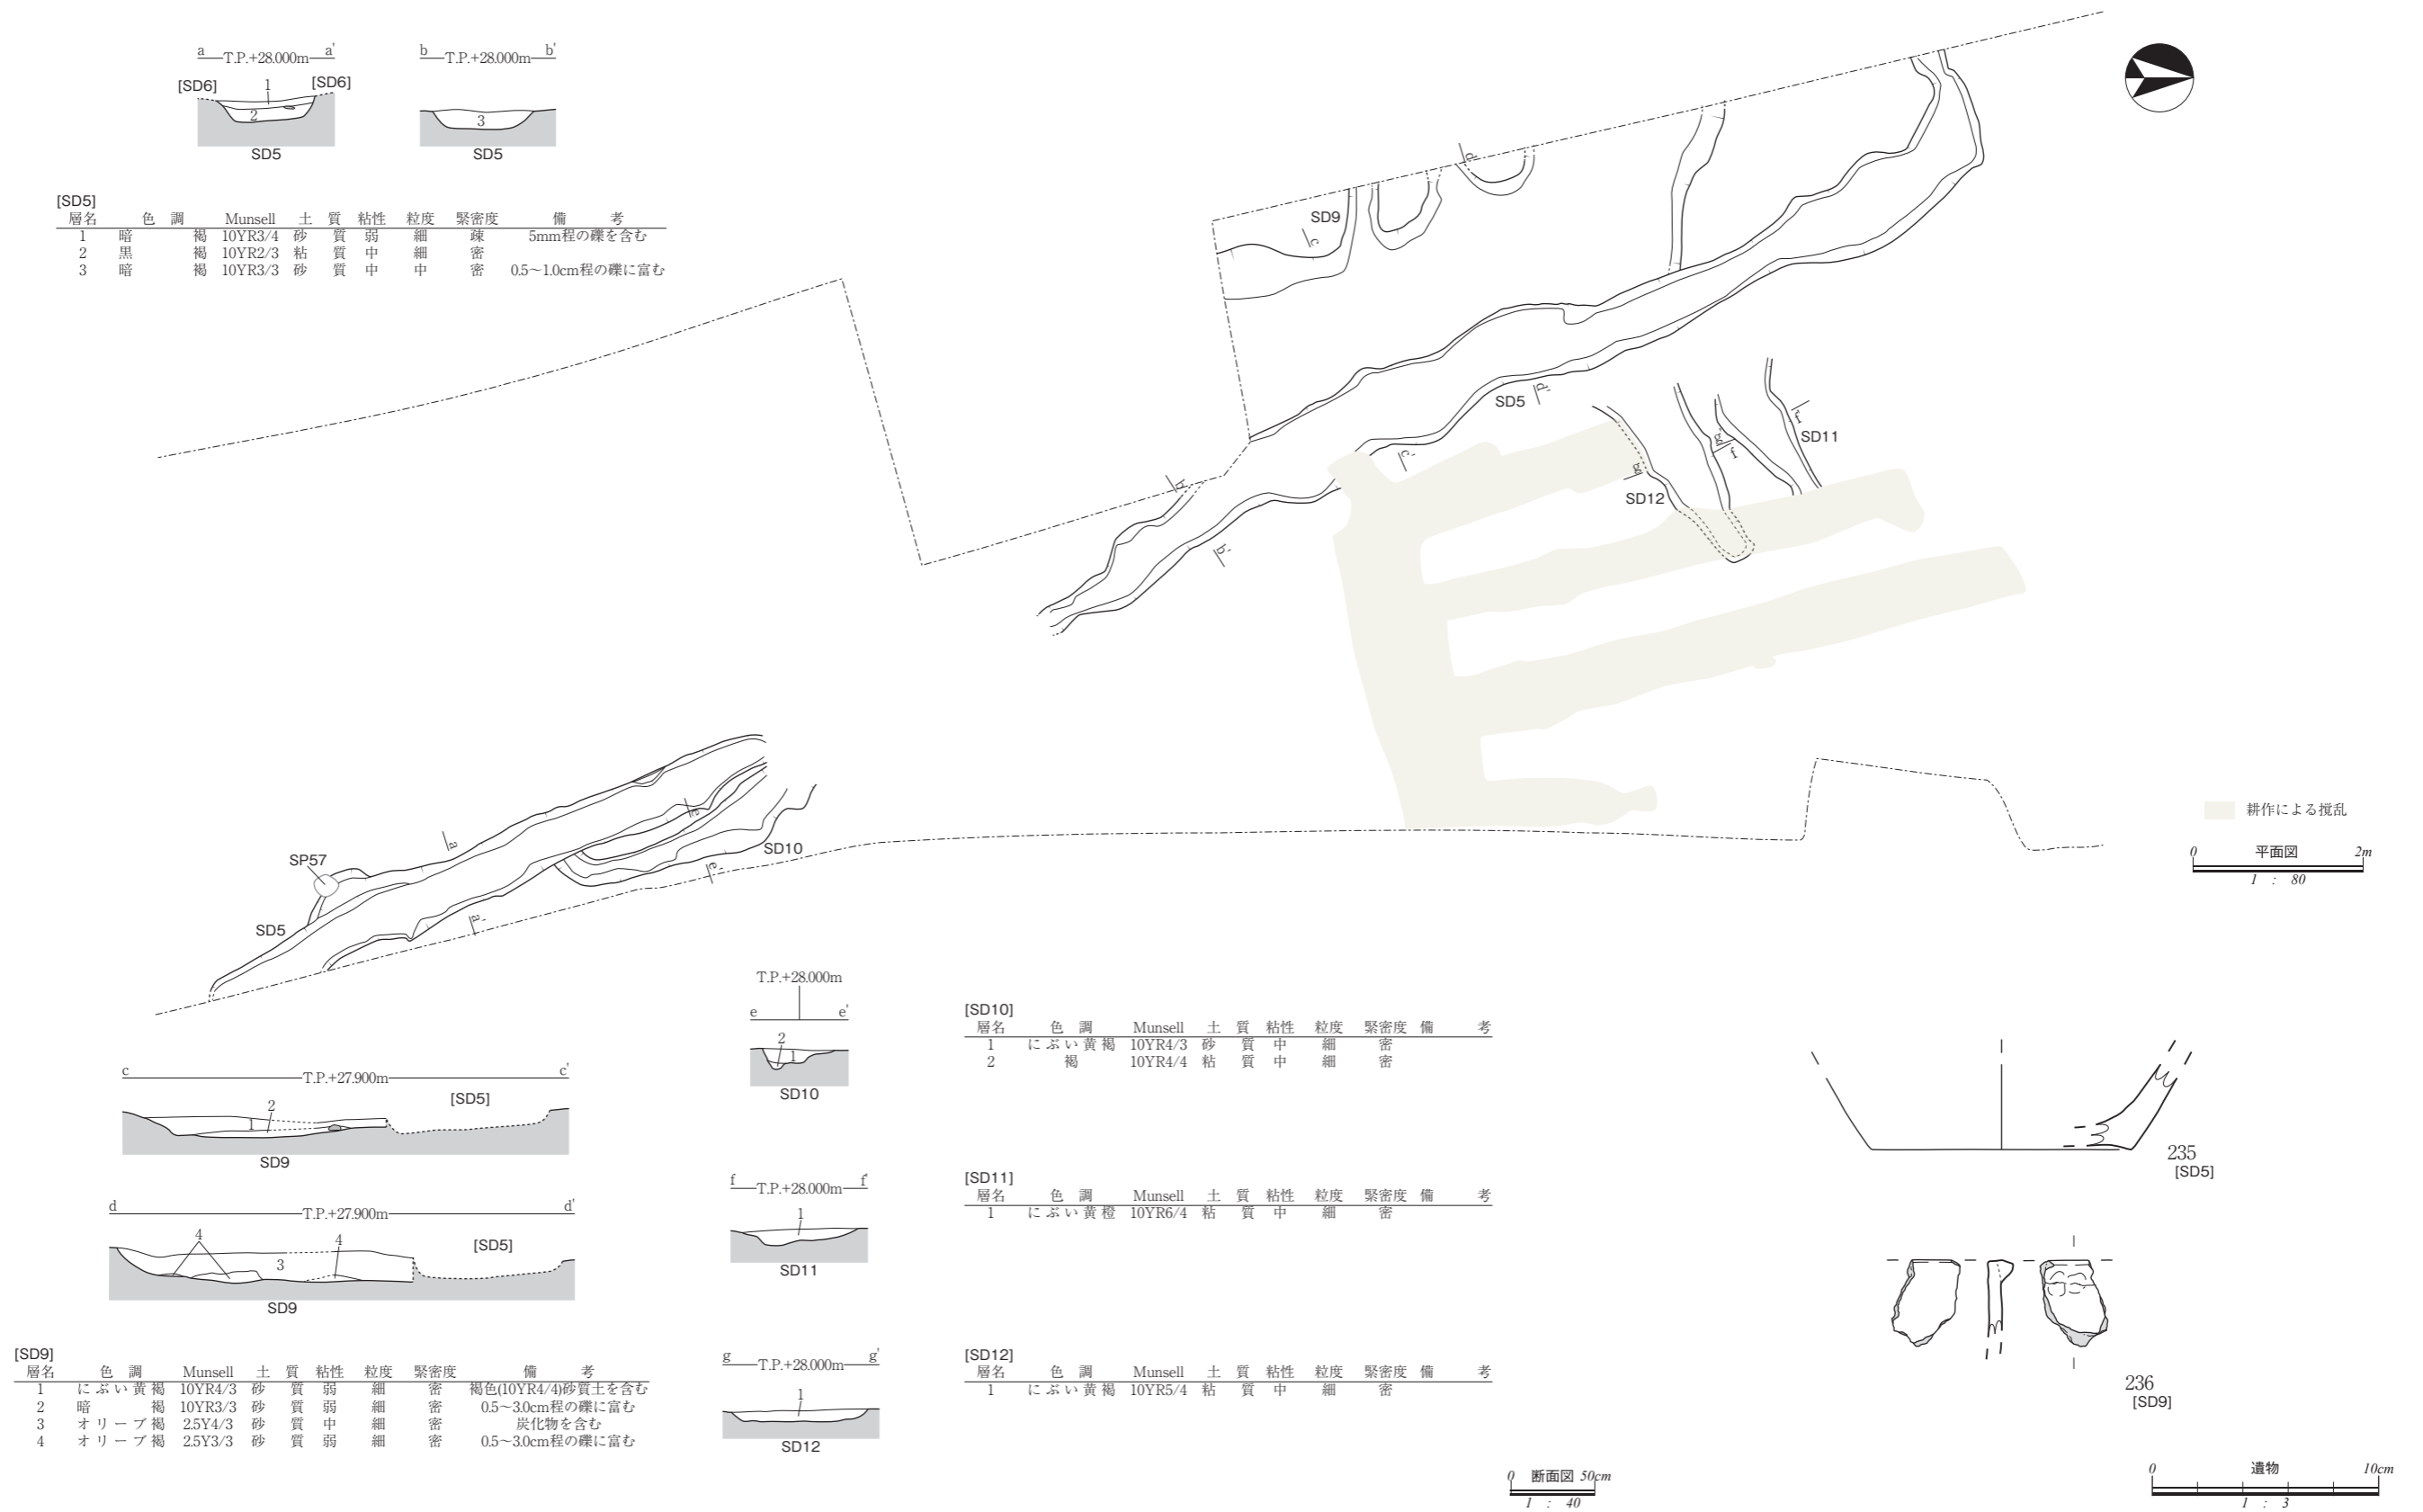 a T.P.+28.000m a'
[SD6] 1 [SD6]
2
SD5
b T.P.+28.000m b'
3
SD5
[SD5]
層名 色調 Munsell 土質 粘性 粒度 緊密度 備考
1 暗褐 10YR3/4 砂質 弱 細 疎 5mm程の礫を含む
2 黒褐 10YR2/3 粘質 中 細 密
3 暗褐 10YR3/3 砂質 中 中 密 0.5〜1.0cm程の礫に富む
d
SD9
c
SD5
d'
c'
f'
SD11
g'
f
g
SD12
b
b'
耕作による撹乱
0 平面図 2m
1 : 80
SP57
a
SD5
a'
e
SD10
e'
T.P.+28.000m
e e'
2
1
SD10
[SD10]
層名 色調 Munsell 土質 粘性 粒度 緊密度 備考
1 にぶい黄褐 10YR4/3 砂質 中 細 密
2 褐 10YR4/4 粘質 中 細 密
c T.P.+27.900m c'
[SD5]
2
1
SD9
d T.P.+27.900m d'
4 4 [SD5]
3
SD9
f T.P.+28.000m f'
1
SD11
[SD11]
層名 色調 Munsell 土質 粘性 粒度 緊密度 備考
1 にぶい黄橙 10YR6/4 粘質 中 細 密
[SD9]
層名 色調 Munsell 土質 粘性 粒度 緊密度 備考
1 にぶい黄褐 10YR4/3 砂質 弱 細 密 褐色(10YR4/4)砂質土を含む
2 暗褐 10YR3/3 砂質 弱 細 密 0.5〜3.0cm程の礫に富む
3 オリーブ褐 2.5Y4/3 砂質 中 細 密 炭化物を含む
4 オリーブ褐 2.5Y3/3 砂質 弱 細 密 0.5〜3.0cm程の礫に富む
g T.P.+28.000m g'
1
SD12
[SD12]
層名 色調 Munsell 土質 粘性 粒度 緊密度 備考
1 にぶい黄褐 10YR5/4 粘質 中 細 密
235
[SD5]
236
[SD9]
0 断面図 50cm
1 : 40
0 遺物 10cm
1 : 3